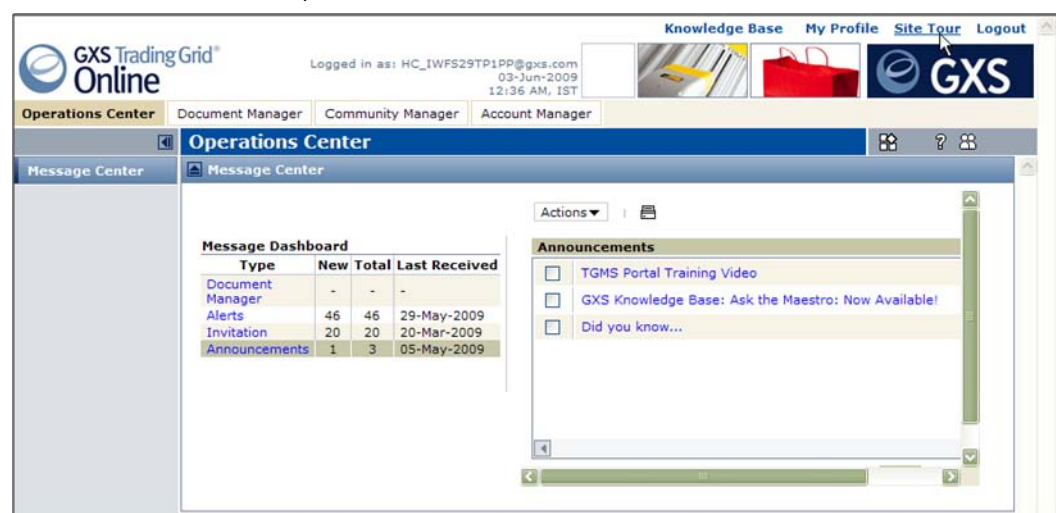 Knowledge Base My Profile Site Tour Logout
GXS Trading Grid®
Online
Logged in as: HC_IWFS29TP1PP@gxs.com
03-Jun-2009
12:36 AM, IST
GXS
Operations Center Document Manager Community Manager Account Manager
Operations Center
?
Message Center
Message Center
Actions
Message Dashboard
Type New Total Last Received
Document
Manager - - -
Alerts 46 46 29-May-2009
Invitation 20 20 20-Mar-2009
Announcements 1 3 05-May-2009
Announcements
TGMS Portal Training Video
GXS Knowledge Base: Ask the Maestro: Now Available!
Did you know...